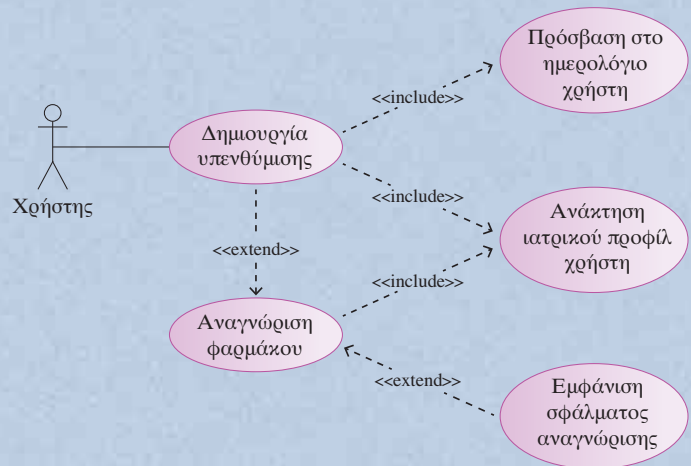 Πρόσβαση στο
ημερολόγιο
χρήστη
<<include>>
Δημιουργία
υπενθύμισης
Χρήστης
<<include>>
Ανάκτηση
ιατρικού προφίλ
χρήστη
<<extend>>
<<include>>
Αναγνώριση
φαρμάκου
<<extend>>
Εμφάνιση
σφάλματος
αναγνώρισης